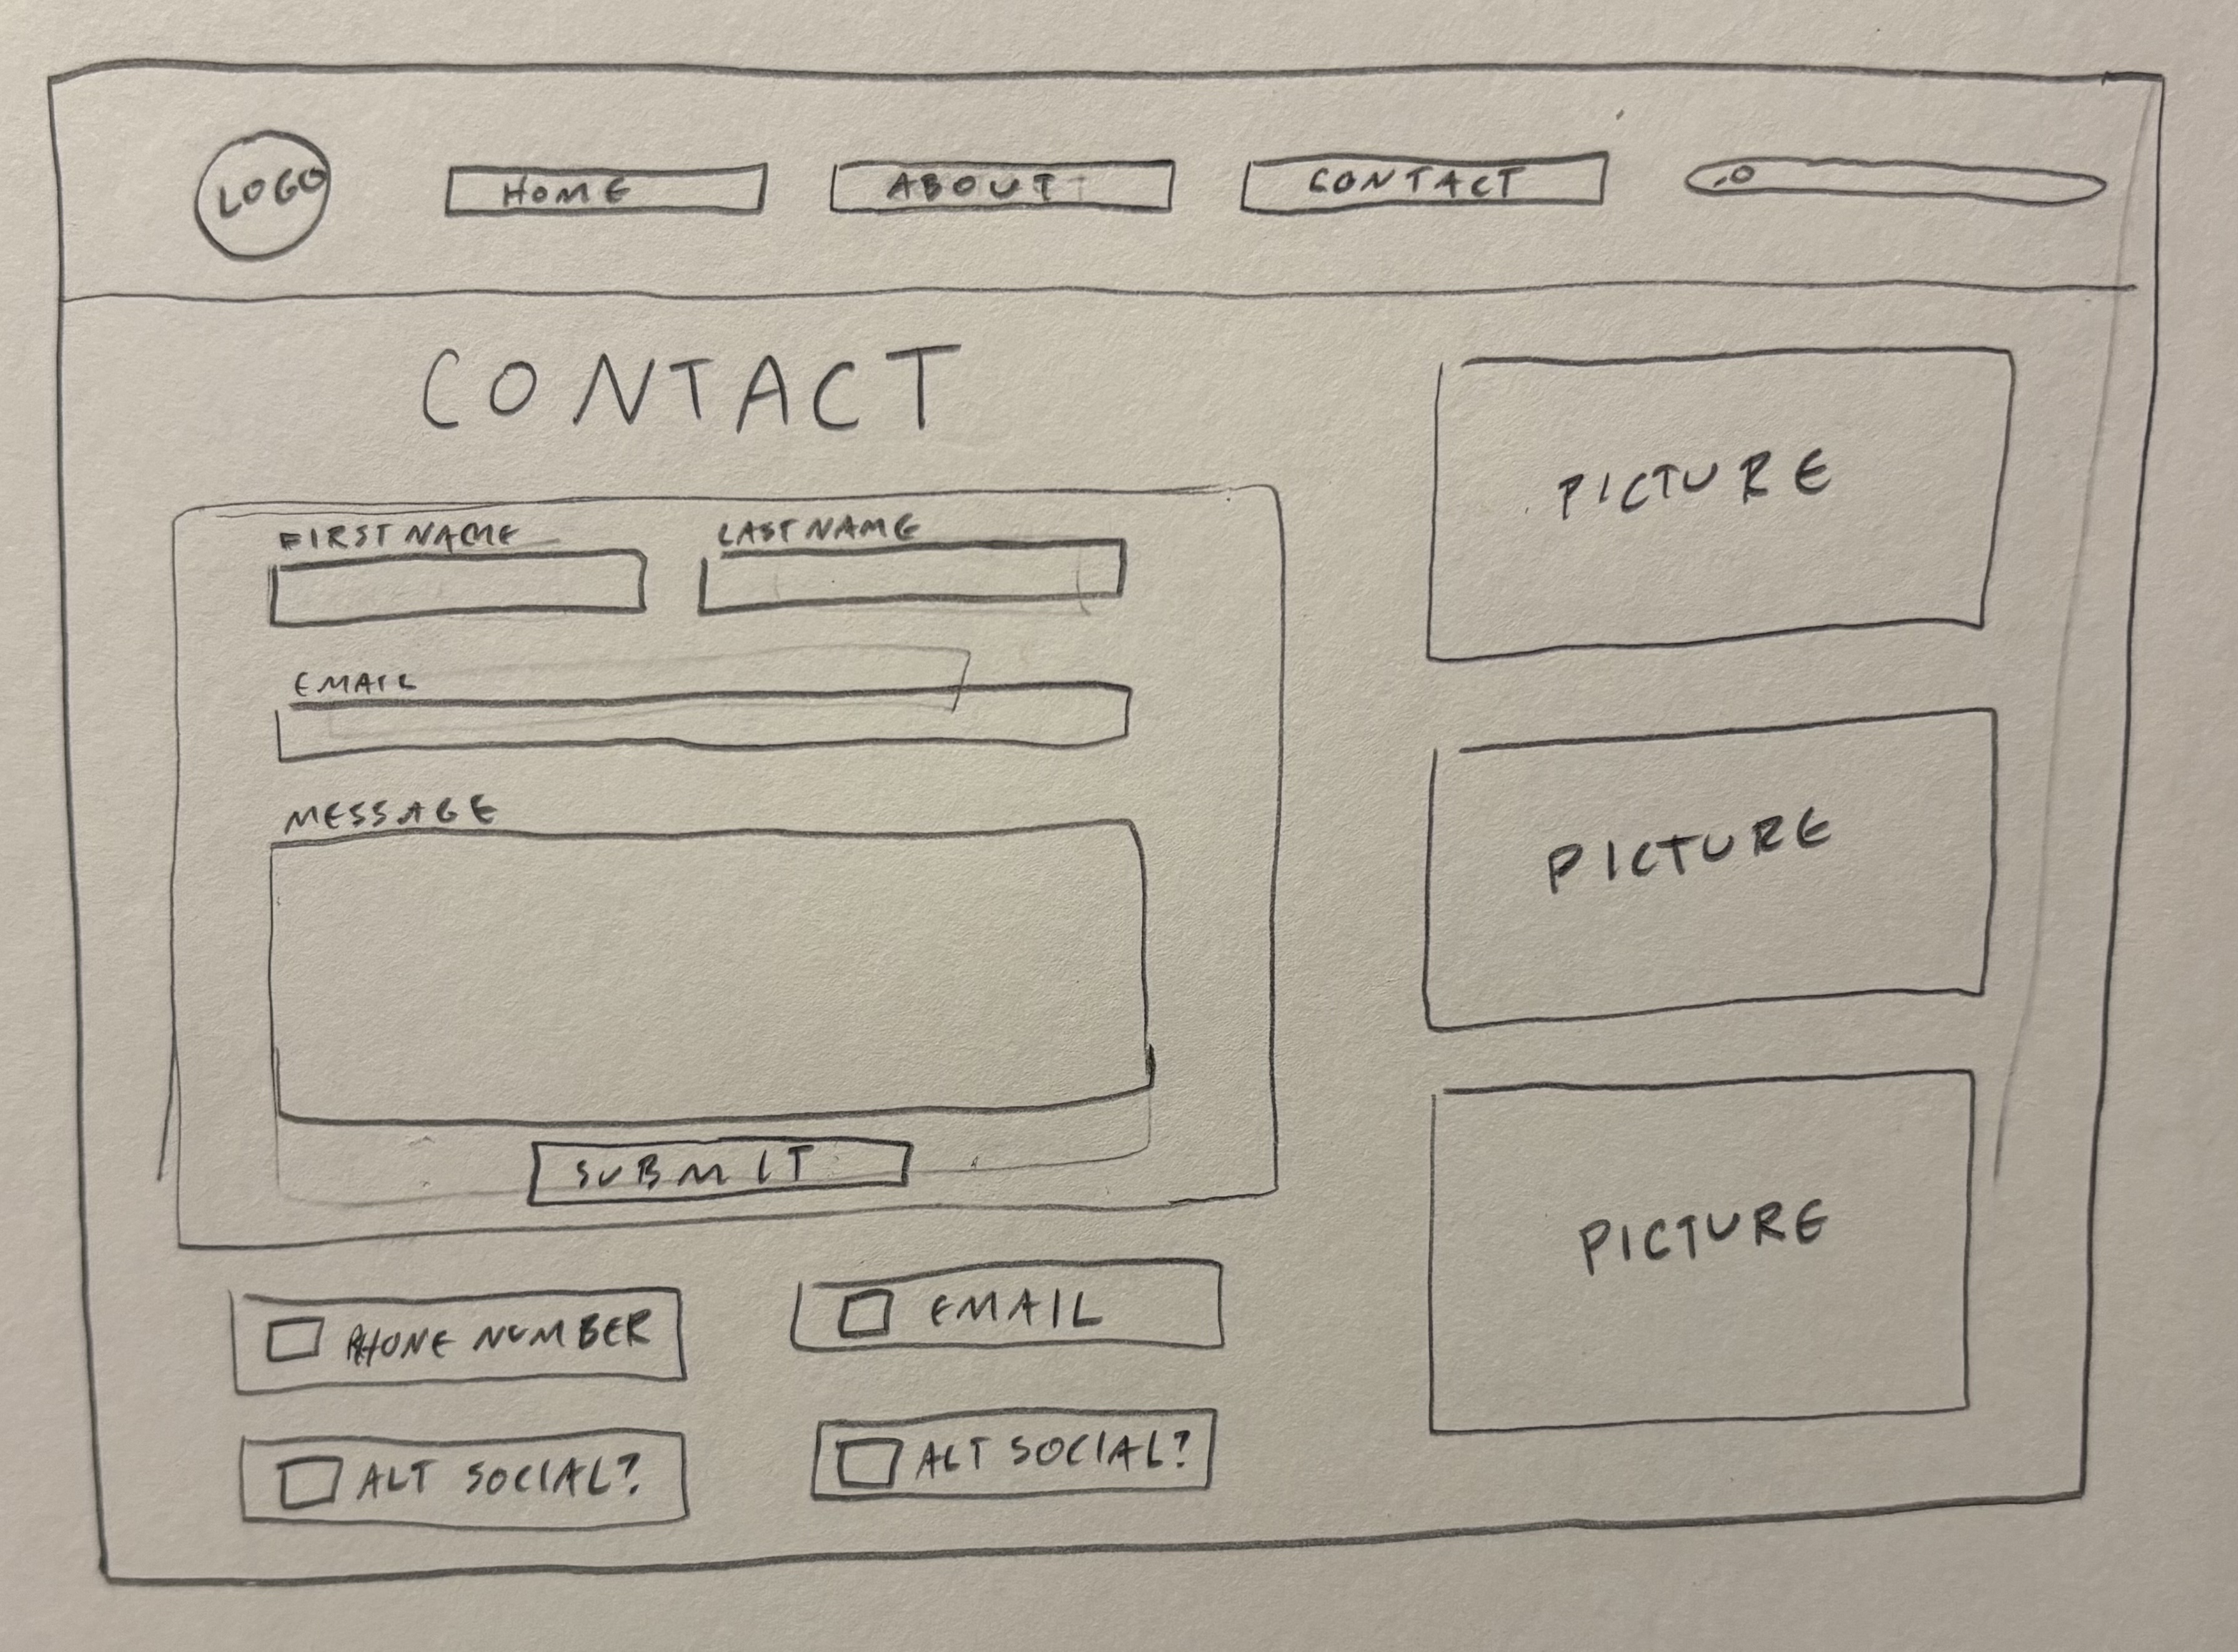 LOGO HOME ABOUT CONTACT
CONTACT
FIRST NAME LAST NAME
EMAIL
MESSAGE
SUBMIT
PHONE NUMBER EMAIL
ALT SOCIAL? ALT SOCIAL?
PICTURE
PICTURE
PICTURE